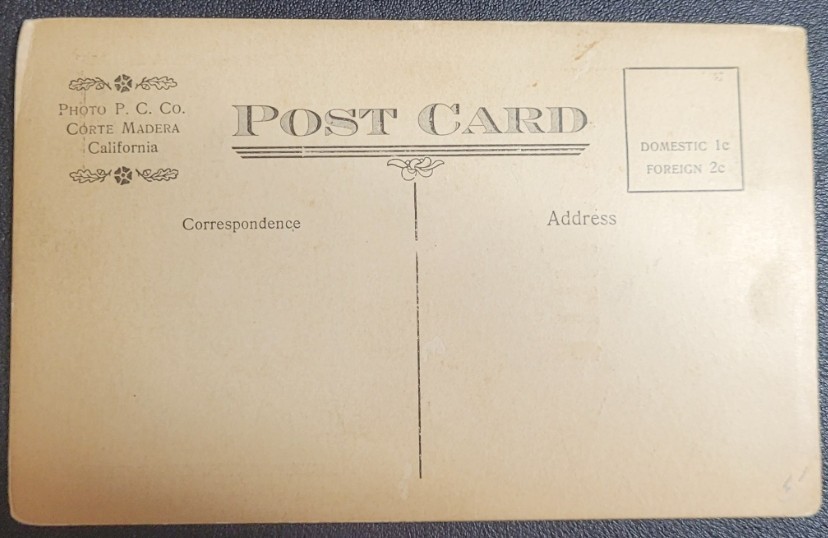 PHOTO P. C. CO.
CORTE MADERA
California
POST CARD
DOMESTIC 1c
FOREIGN 2c
Correspondence
Address